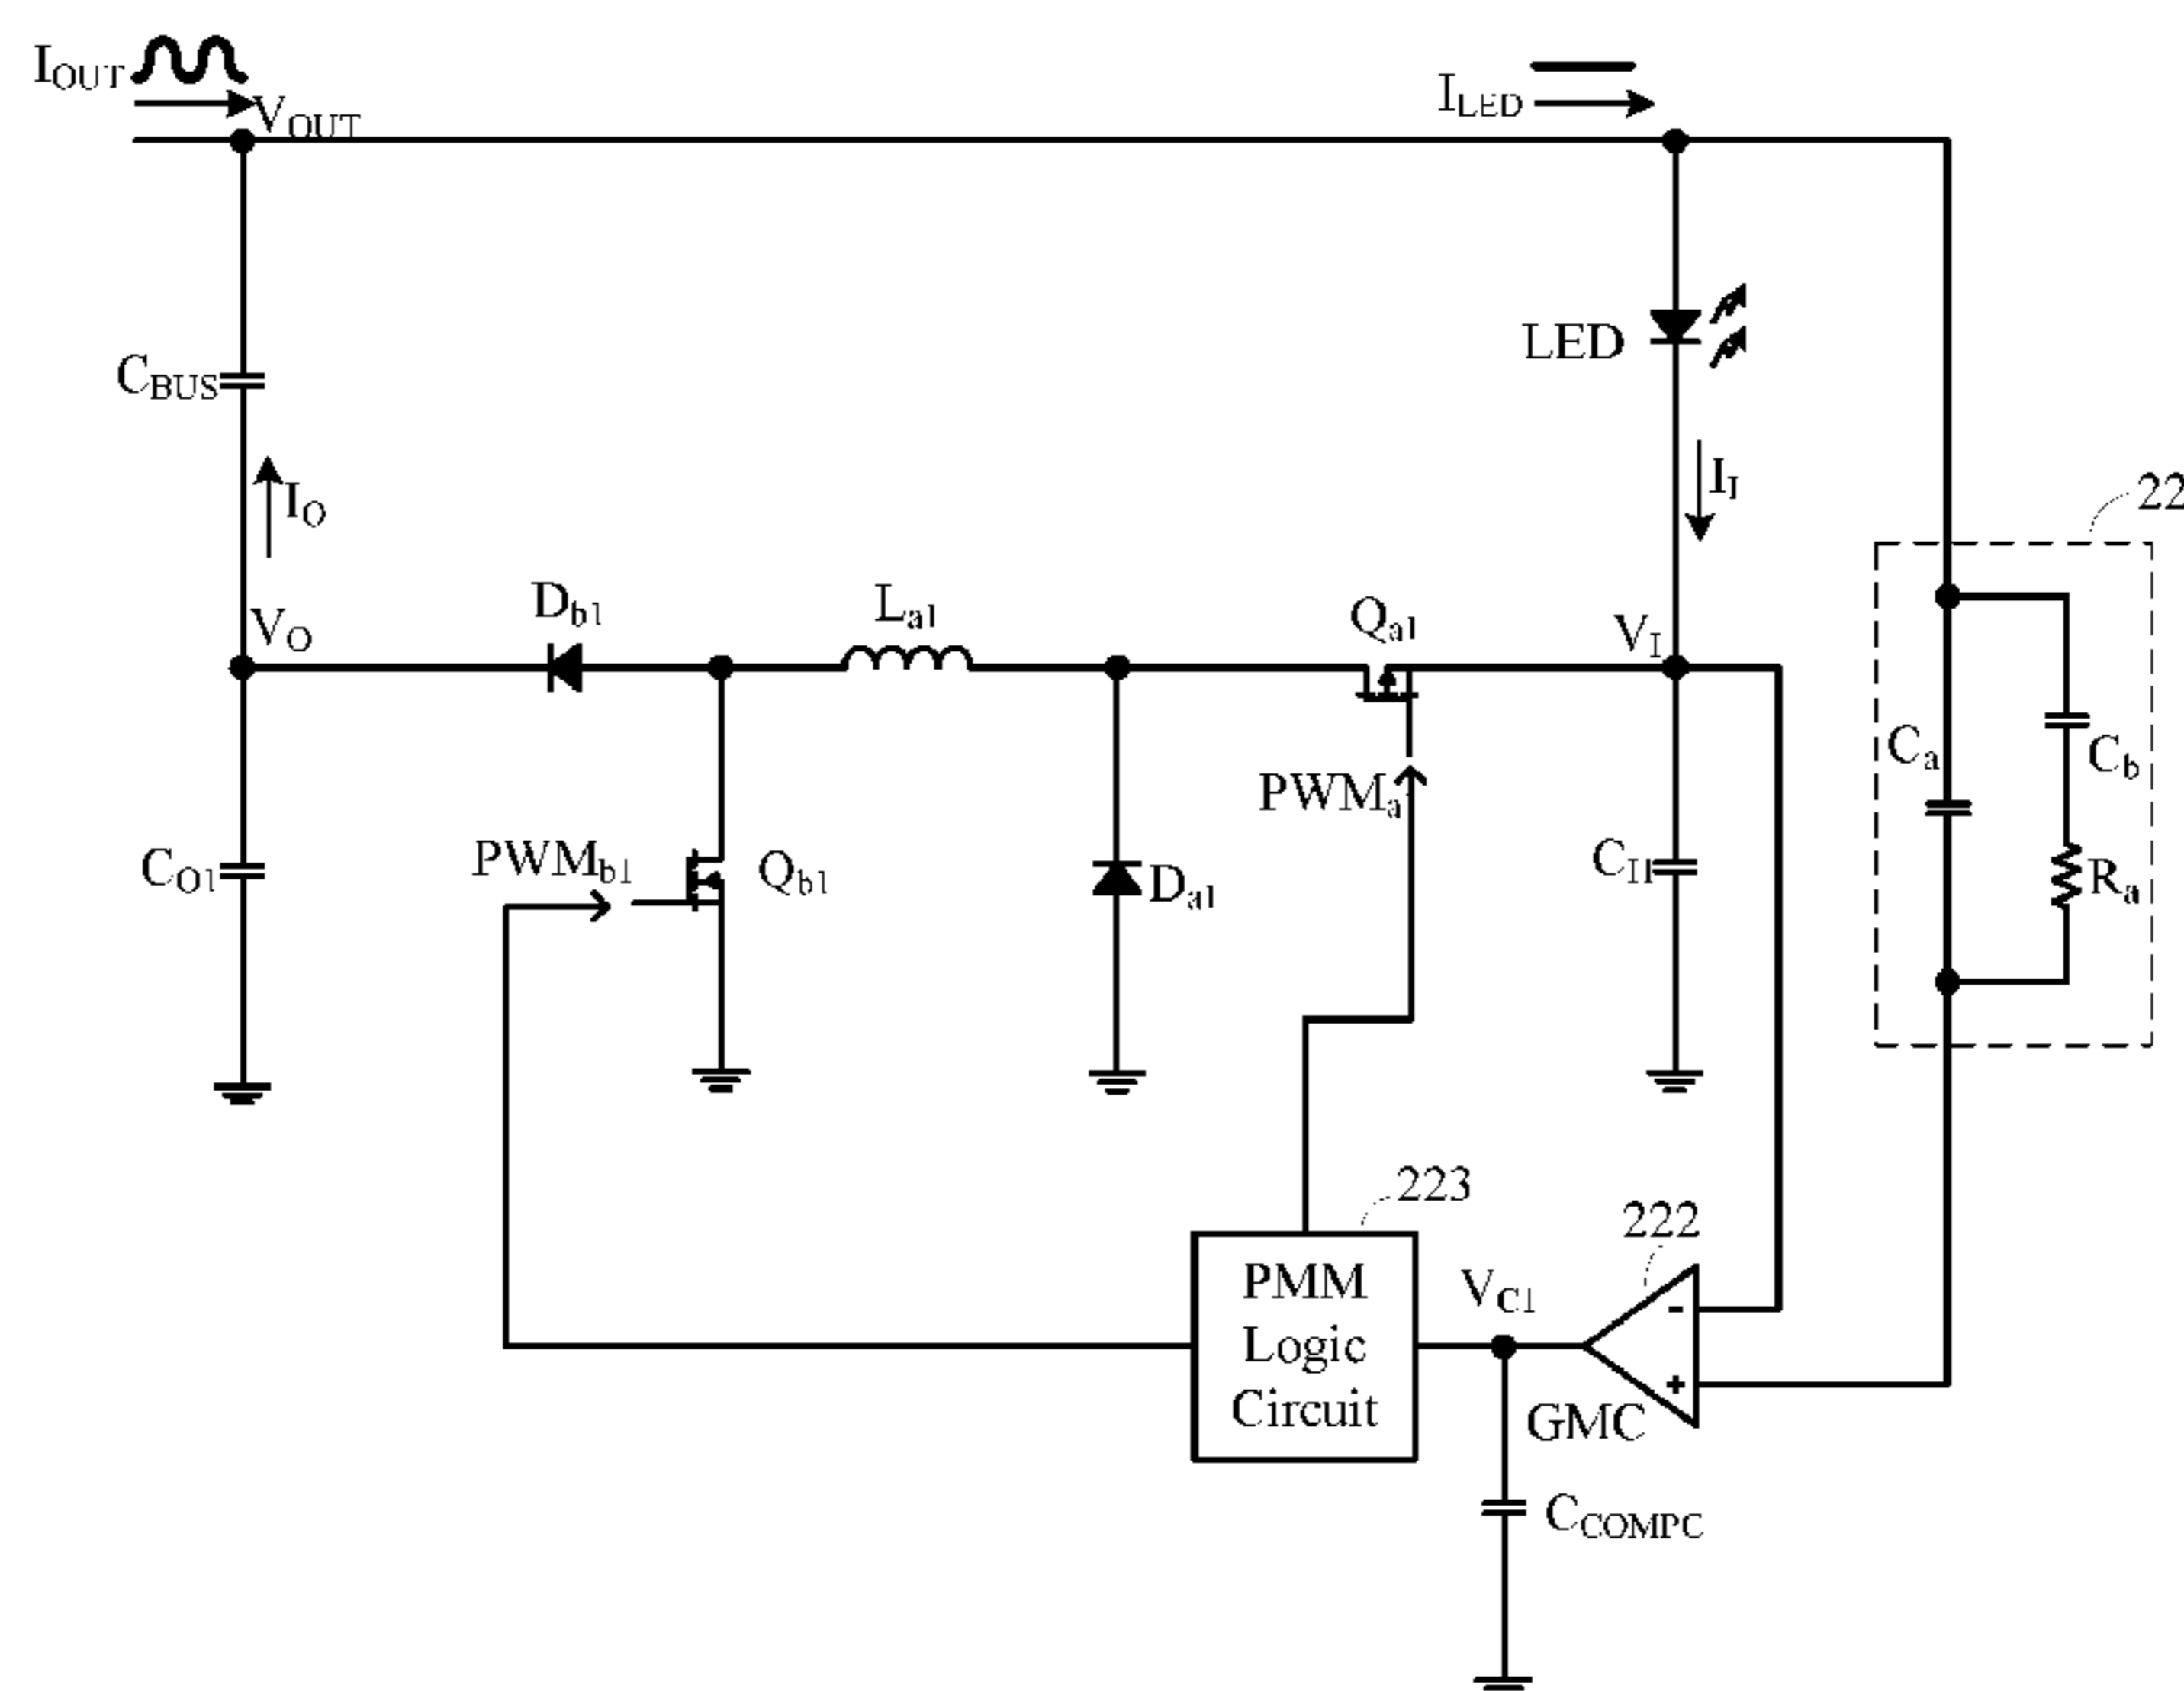 IOUT
VOUT
ILED
LED
CBUS
IO
II
22
VO
Db1
La1
Qa1
VI
Ca
Cb
PWMa
CO1
PWMb1
Qb1
Da1
CI1
Ra
223
222
PMM
Logic
Circuit
VC1
-
+
GMC
CCOMPC